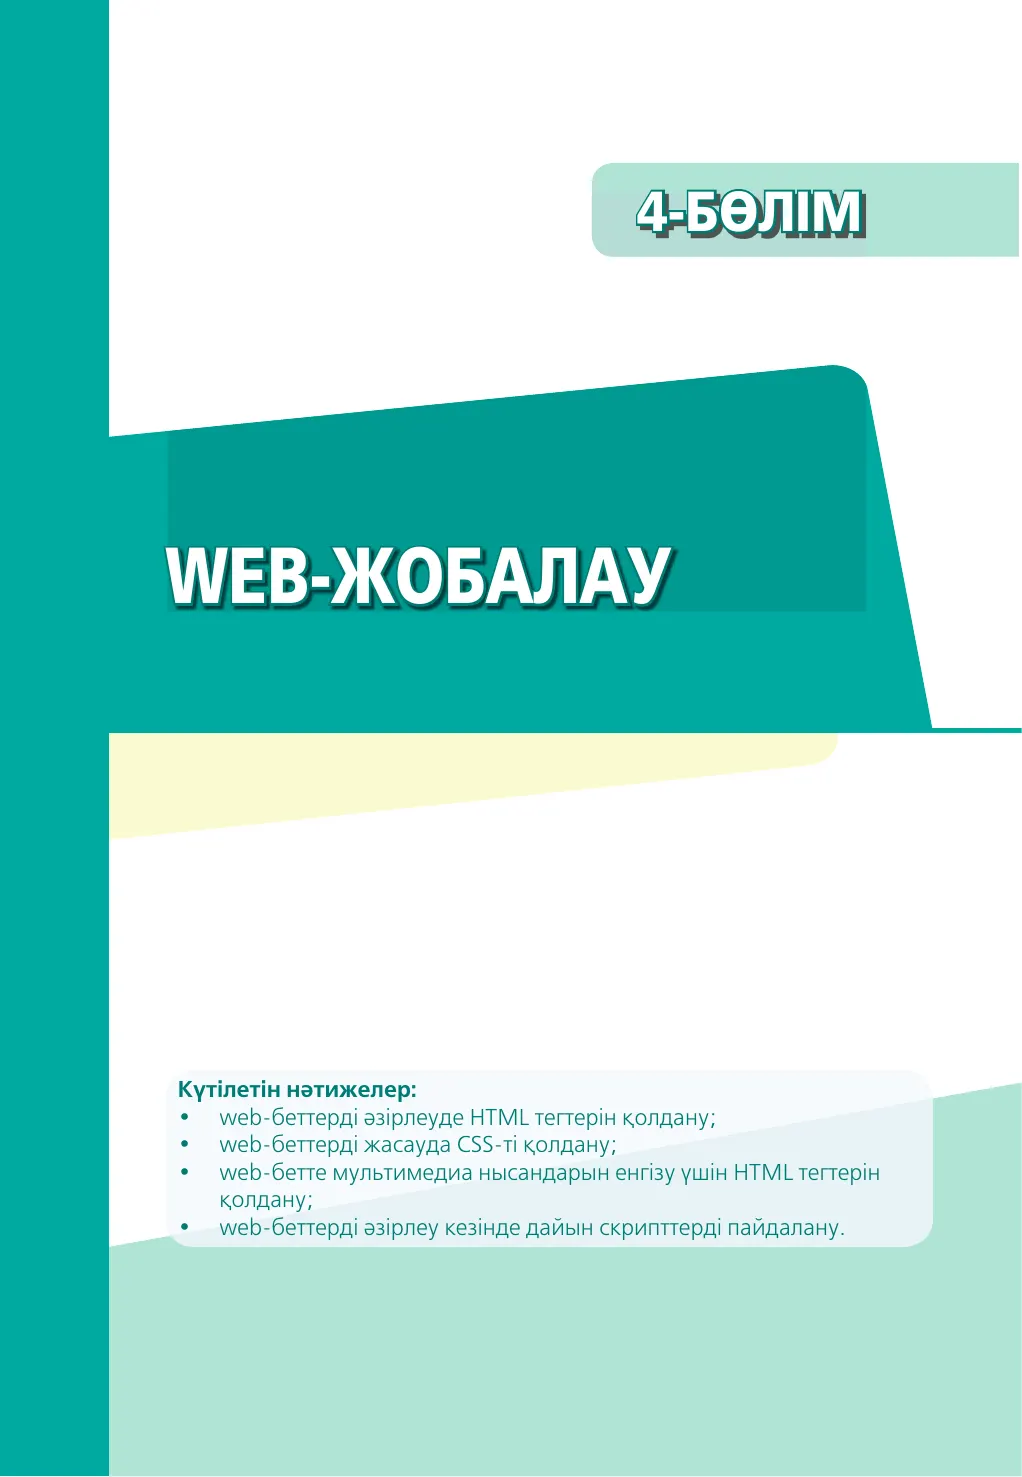 4-БӨЛІМ
WEB-ЖОБАЛАУ
Күтілетін нәтижелер:
• web-беттерді әзірлеуде HTML тегтерін қолдану;
• web-беттерді жасауда CSS-ті қолдану;
• web-бетте мультимедиа нысандарын енгізу үшін HTML тегтерін
қолдану;
• web-беттерді әзірлеу кезінде дайын скрипттерді пайдалану.